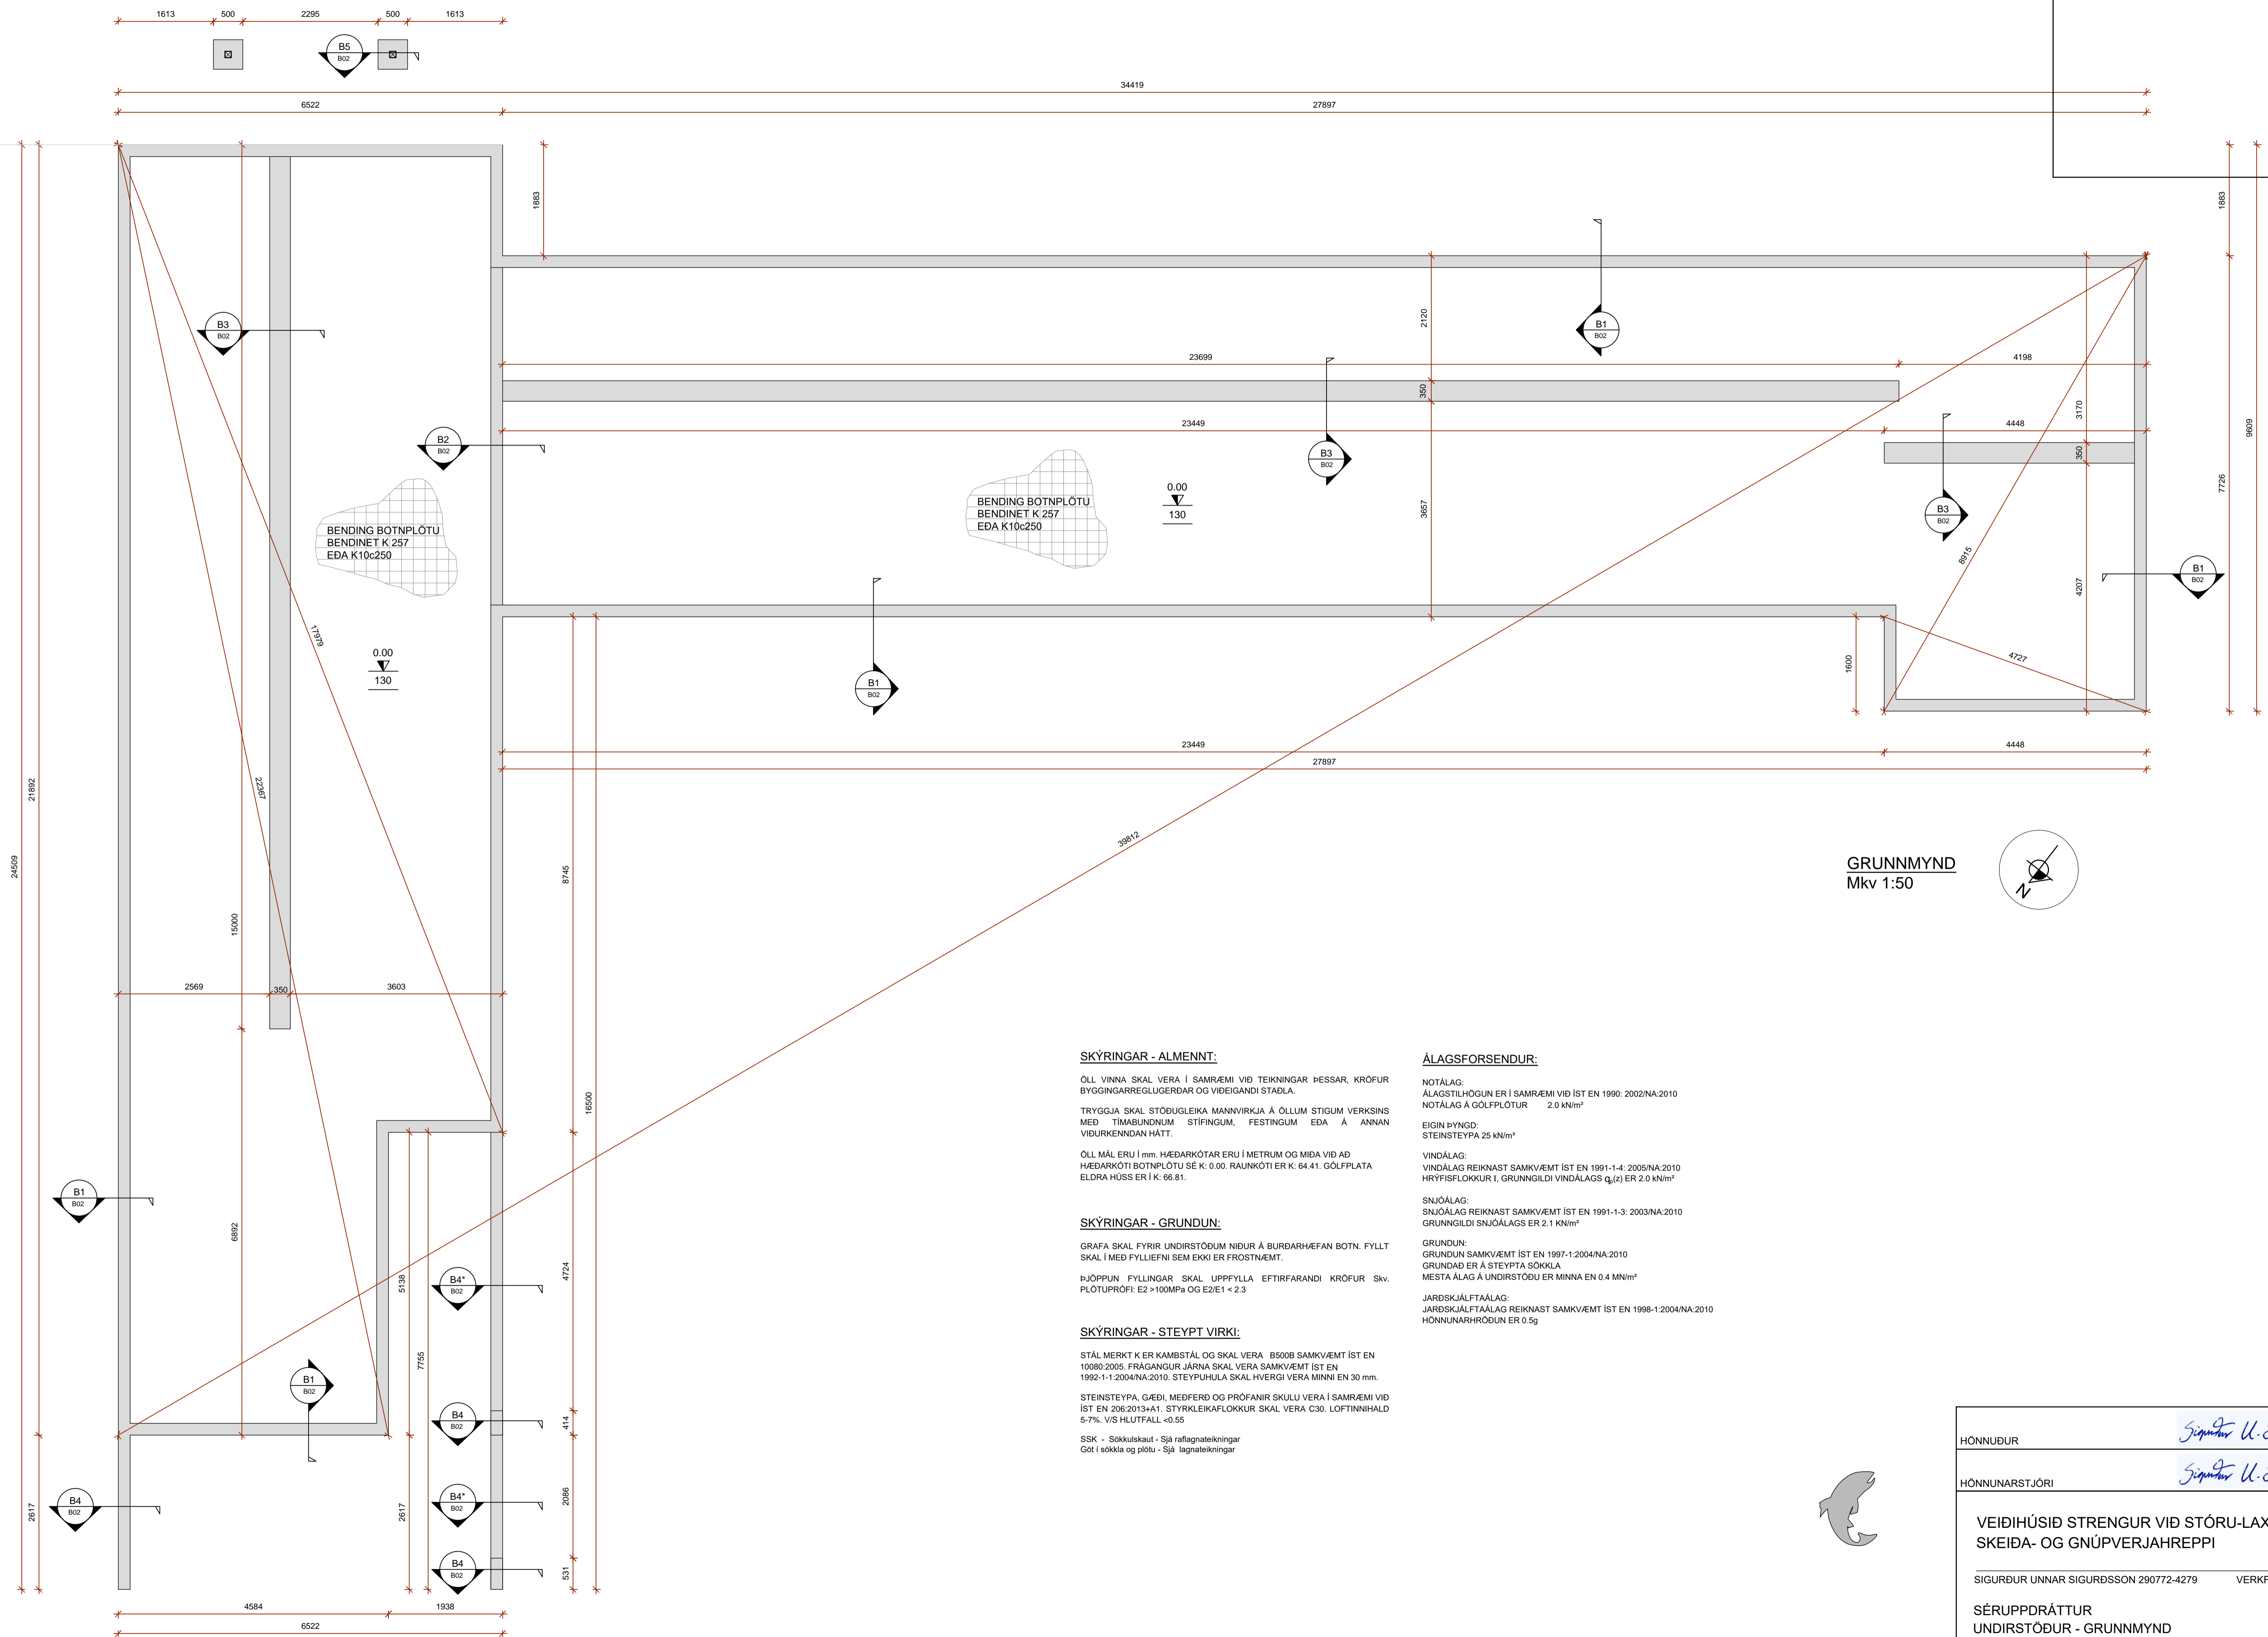 1613
500
2295
500
1613
B5
B02
34419
6522
27897
1883
1883
B3
B02
B1
B02
2120
23699
4198
350
3170
9609
23449
4448
B2
B02
B3
B02
350
7726
BENDING BOTNPLÖTU
BENDINET K 257
EÐA K10c250
BENDING BOTNPLÖTU
BENDINET K 257
EÐA K10c250
0.00
130
3657
B3
B02
8915
B1
B02
4207
17979
0.00
130
B1
B02
1600
4727
23449
4448
27897
22367
21892
24509
39812
8745
GRUNNMYND
Mkv 1:50
N
15000
2569
350
3603
16500
B1
B02
6892
5138
B4*
B02
4724
7755
B1
B02
B4
B02
414
B4
B02
2617
2617
B4*
B02
2086
B4
B02
531
4584
1938
6522
SKÝRINGAR - ALMENNT:
ÖLL VINNA SKAL VERA Í SAMRÆMI VIÐ TEIKNINGAR ÞESSAR, KRÖFUR
BYGGINGARREGLUGERÐAR OG VIÐEIGANDI STAÐLA.
TRYGGJA SKAL STÖÐUGLEIKA MANNVIRKJA Á ÖLLUM STIGUM VERKSINS
MEÐ TÍMABUNDNUM STÍFINGUM, FESTINGUM EÐA Á ANNAN
VIÐURKENNDAN HÁTT.
ÖLL MÁL ERU Í mm. HÆÐARKÓTAR ERU Í METRUM OG MIÐA VIÐ AÐ
HÆÐARKÓTI BOTNPLÖTU SÉ K: 0.00. RAUNKÓTI ER K: 64.41. GÓLFPLATA
ELDRA HÚSS ER Í K: 66.81.
SKÝRINGAR - GRUNDUN:
GRAFA SKAL FYRIR UNDIRSTÖÐUM NIÐUR Á BURÐARHÆFAN BOTN. FYLLT
SKAL Í MEÐ FYLLIEFNI SEM EKKI ER FROSTNÆMT.
ÞJÖPPUN FYLLINGAR SKAL UPPFYLLA EFTIRFARANDI KRÖFUR Skv.
PLÖTUPRÓFI: E2 >100MPa OG E2/E1 < 2.3
SKÝRINGAR - STEYPT VIRKI:
STÁL MERKT K ER KAMBSTÁL OG SKAL VERA B500B SAMKVÆMT ÍST EN
10080:2005. FRÁGANGUR JÁRNA SKAL VERA SAMKVÆMT ÍST EN
1992-1-1:2004/NA:2010. STEYPUHULA SKAL HVERGI VERA MINNI EN 30 mm.
STEINSTEYPA, GÆÐI, MEÐFERÐ OG PRÓFANIR SKULU VERA Í SAMRÆMI VIÐ
ÍST EN 206:2013+A1. STYRKLEIKAFLOKKUR SKAL VERA C30. LOFTINNIHALD
5-7%. V/S HLUTFALL <0.55
SSK - Sökkulskaut - Sjá raflagnateikningar
Göt í sökkla og plötu - Sjá lagnateikningar
ÁLAGSFORSENDUR:
NOTÁLAG:
ÁLAGSTILHÖGUN ER Í SAMRÆMI VIÐ ÍST EN 1990: 2002/NA:2010
NOTÁLAG Á GÓLFPLÖTUR 2.0 kN/m²
EIGIN ÞYNGD:
STEINSTEYPA 25 kN/m³
VINDÁLAG:
VINDÁLAG REIKNAST SAMKVÆMT ÍST EN 1991-1-4: 2005/NA:2010
HRÝFISFLOKKUR I, GRUNNGILDI VINDÁLAGS qp(z) ER 2.0 kN/m²
SNJÓÁLAG:
SNJÓÁLAG REIKNAST SAMKVÆMT ÍST EN 1991-1-3: 2003/NA:2010
GRUNNGILDI SNJÓÁLAGS ER 2.1 KN/m²
GRUNDUN:
GRUNDUN SAMKVÆMT ÍST EN 1997-1:2004/NA:2010
GRUNDAÐ ER Á STEYPTA SÖKKLA
MESTA ÁLAG Á UNDIRSTÖÐU ER MINNA EN 0.4 MN/m²
JARÐSKJÁLFTAÁLAG:
JARÐSKJÁLFTAÁLAG REIKNAST SAMKVÆMT ÍST EN 1998-1:2004/NA:2010
HÖNNUNARHRÖÐUN ER 0.5g
HÖNNUÐUR
Sigurður U.
HÖNNUNARSTJÓRI
Sigurður U.
VEIÐIHÚSIÐ STRENGUR VIÐ STÓRU-LAX
SKEIÐA- OG GNÚPVERJAHREPPI
SIGURÐUR UNNAR SIGURÐSSON 290772-4279 VERKF
SÉRUPPDRÁTTUR
UNDIRSTÖÐUR - GRUNNMYND